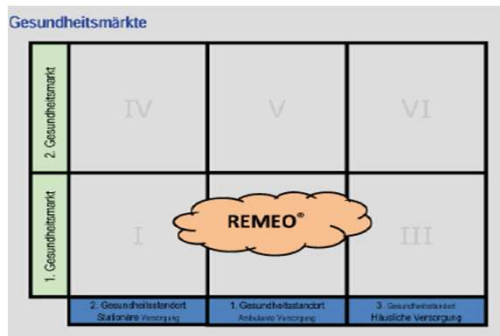 Gesundheitsmärkte
2. Gesundheitsmarkt
IV
V
VI
1. Gesundheitsmarkt
I
REMEO®
III
2. Gesundheitsstandort
Stationäre Versorgung
1. Gesundheitsstandort
Ambulante Versorgung
3. Gesundheitsstandort
Häusliche Versorgung